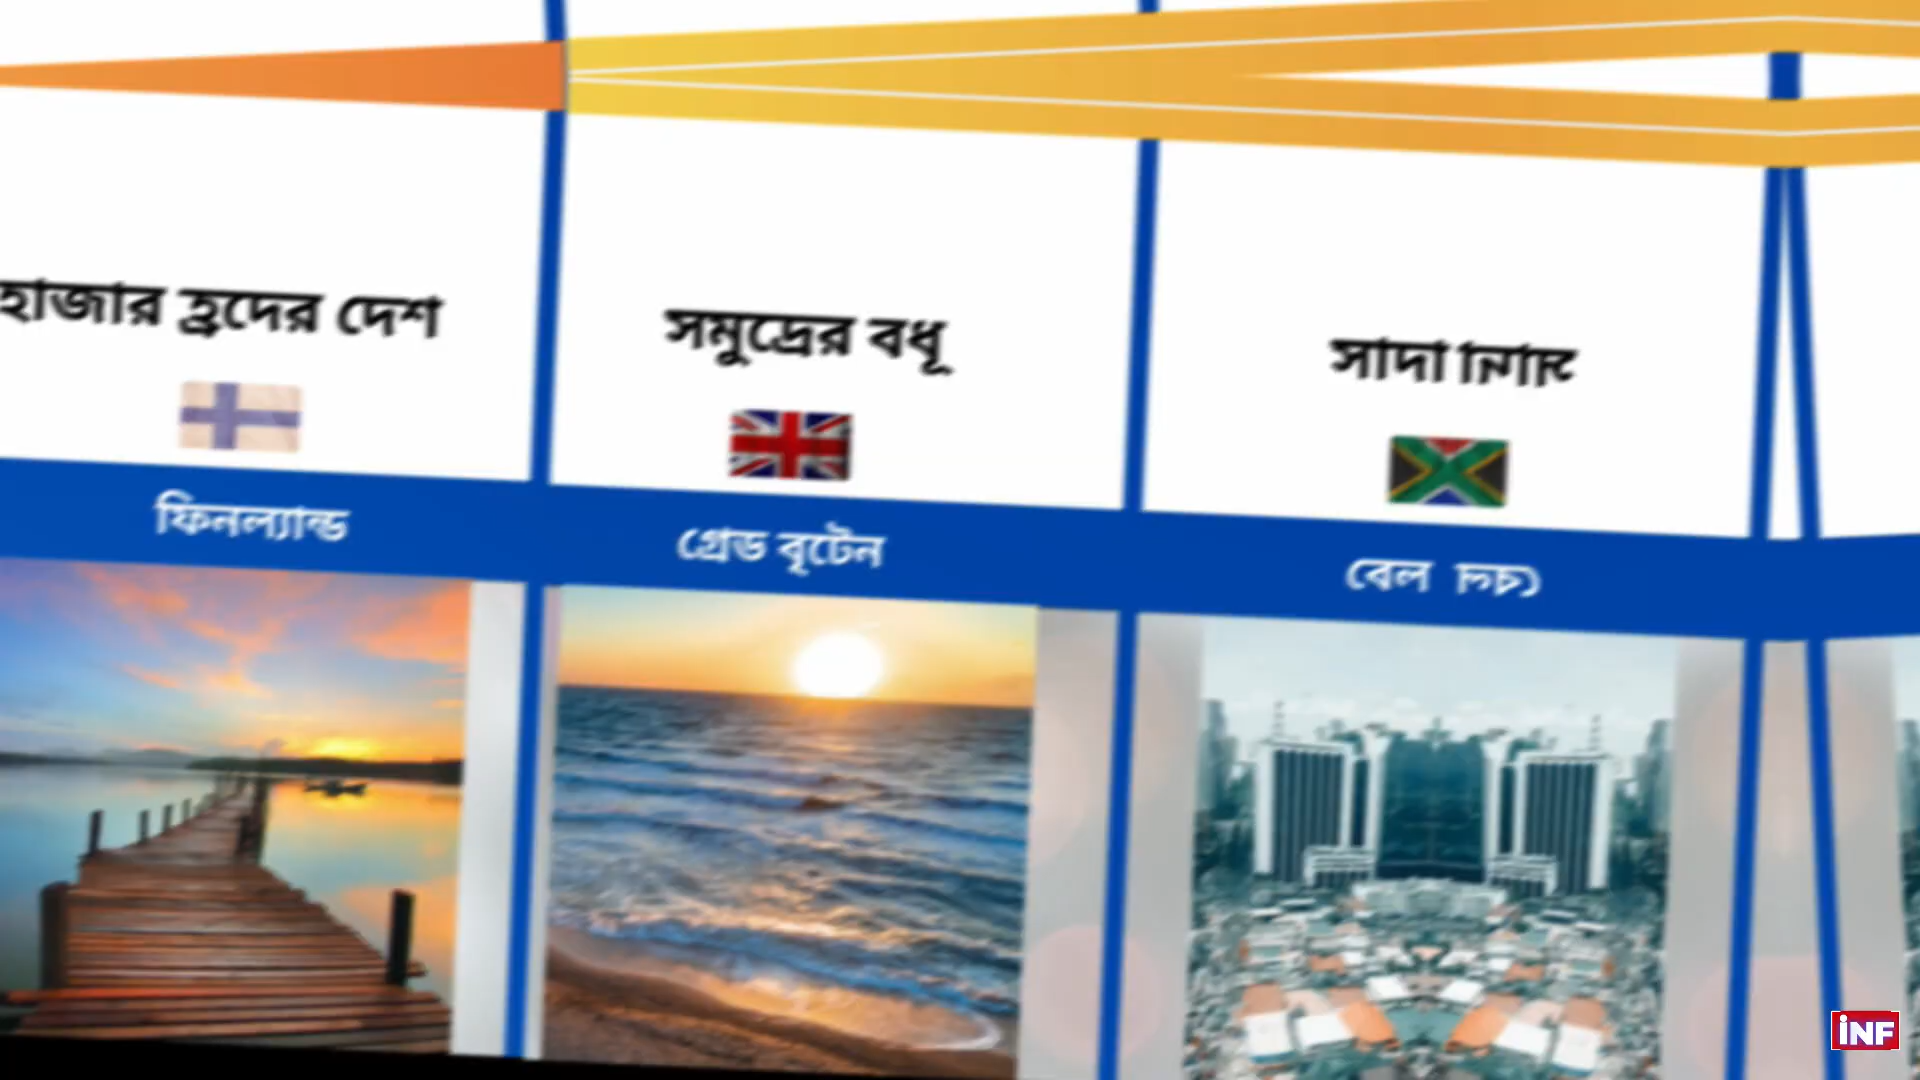 হাজার হ্রদের দেশ
ফিনল্যান্ড
সমুদ্রের বধূ
গ্রেড বৃটেন
সাদা
বেল
iNF